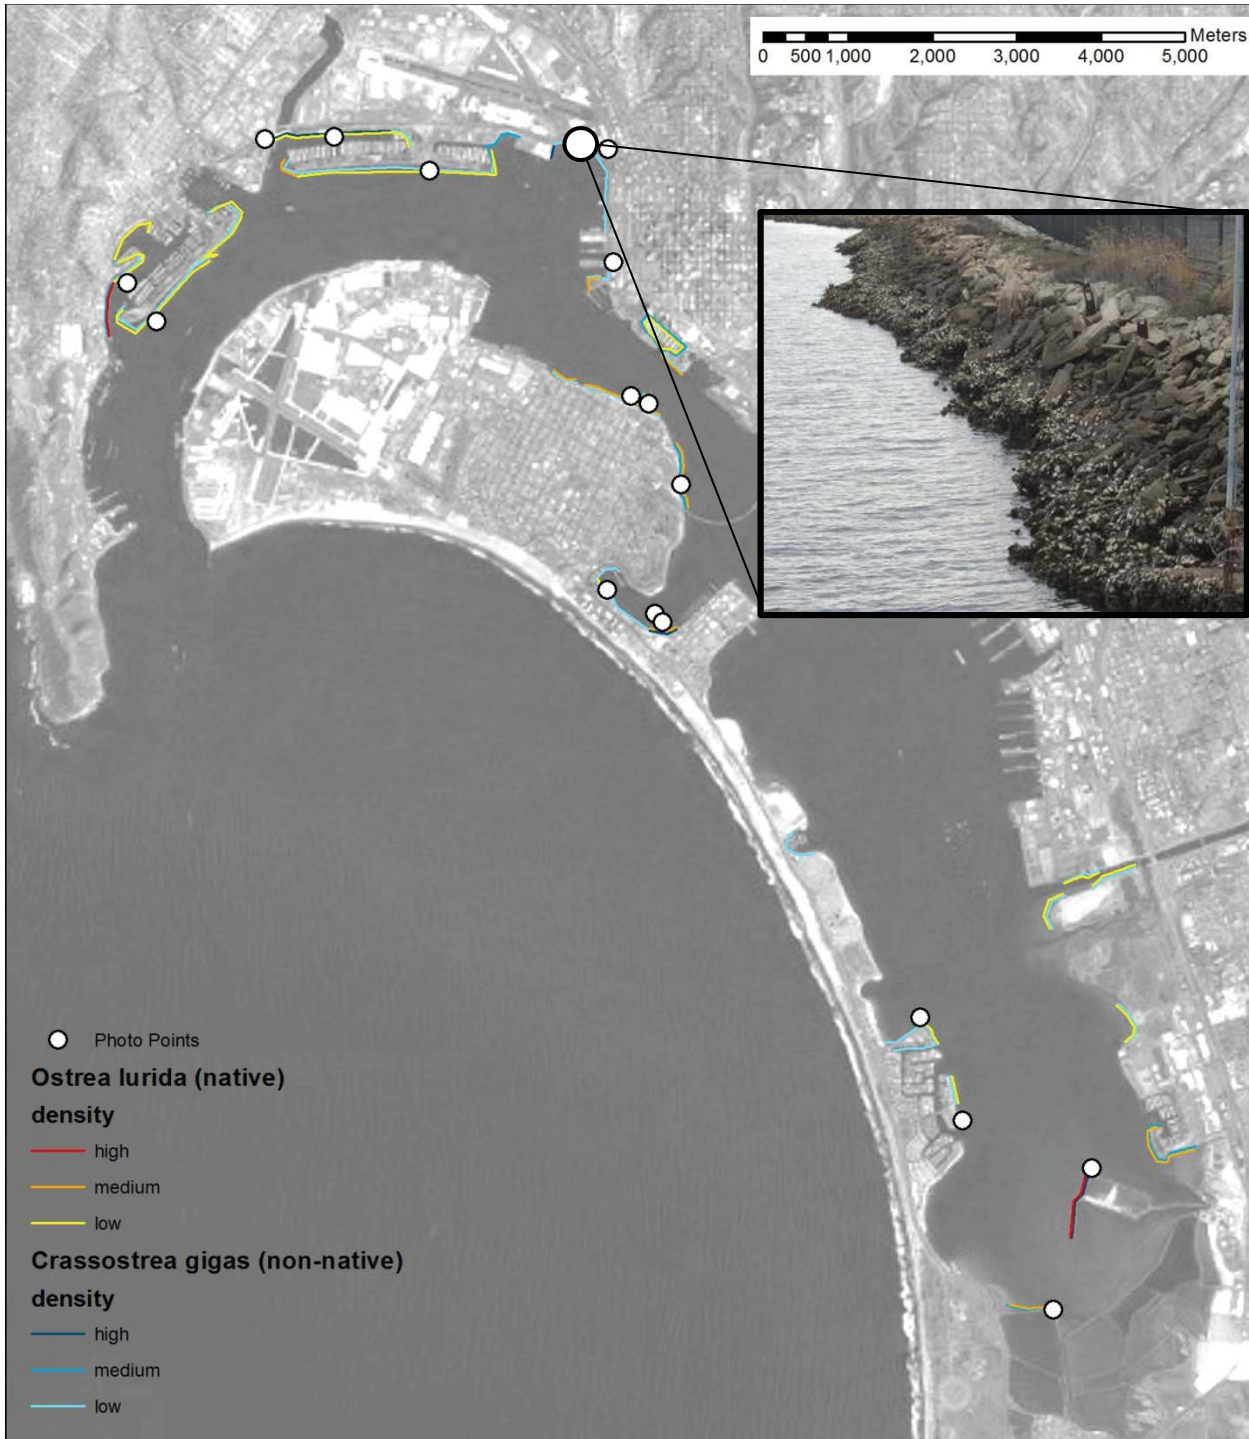 Meters
0 500 1,000 2,000 3,000 4,000 5,000
Photo Points
Ostrea lurida (native)
density
high
medium
low
Crassostrea gigas (non-native)
density
high
medium
low